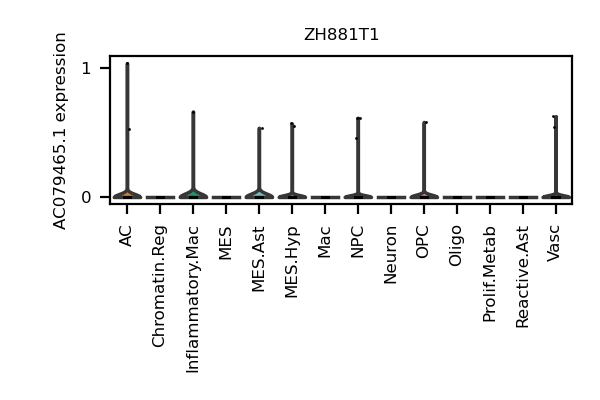 ZH881T1
AC079465.1 expression
1
0
AC
Chromatin.Reg
Inflammatory.Mac
MES
MES.Ast
MES.Hyp
Mac
NPC
Neuron
OPC
Oligo
Prolif.Metab
Reactive.Ast
Vasc